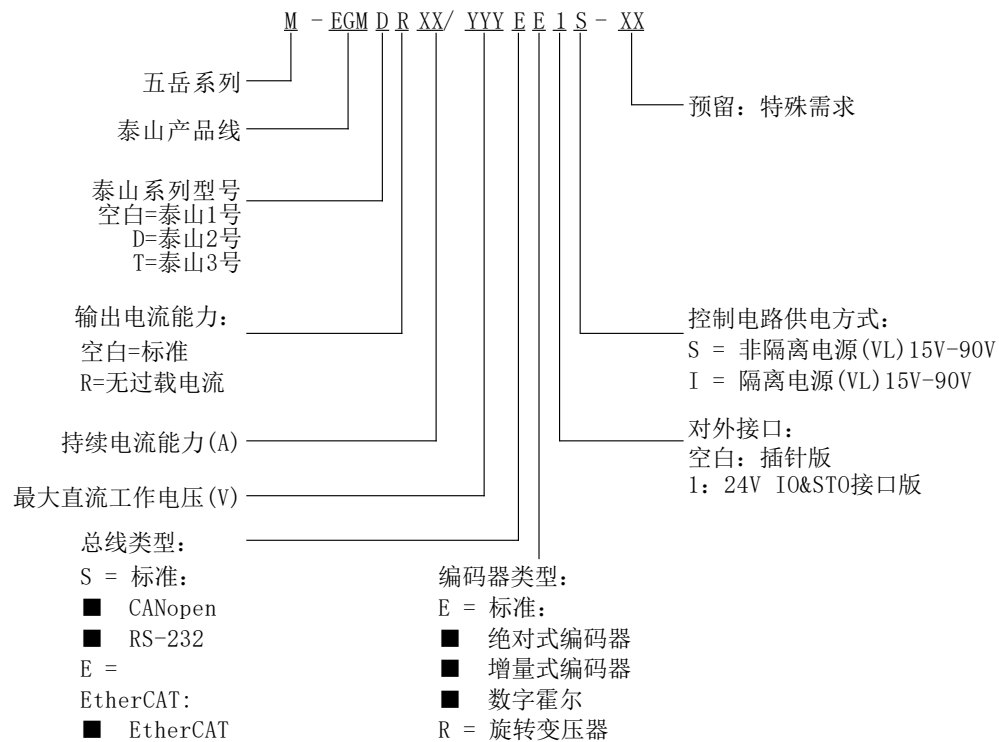 M - EGM D R XX/ YYY E E 1 S - XX
五岳系列
预留：特殊需求
泰山产品线
泰山系列型号
空白=泰山1号
D=泰山2号
T=泰山3号
输出电流能力：
空白=标准
R=无过载电流
控制电路供电方式：
S = 非隔离电源(VL)15V-90V
I = 隔离电源(VL)15V-90V
持续电流能力(A)
对外接口：
空白：插针版
1：24V IO&STO接口版
最大直流工作电压(V)
总线类型：
S = 标准：
■ CANopen
■ RS-232
E =
EtherCAT:
■ EtherCAT
编码器类型：
E = 标准：
■ 绝对式编码器
■ 增量式编码器
■ 数字霍尔
R = 旋转变压器